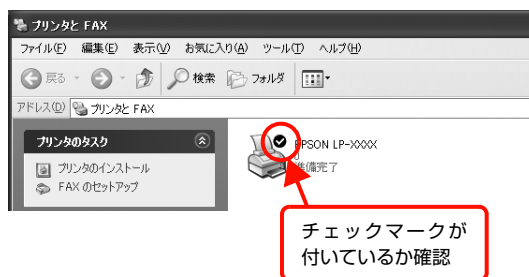 プリンタと FAX
ファイル(F) 編集(E) 表示(V) お気に入り(A) ツール(T) ヘルプ(H)
戻る 検索 フォルダ
アドレス(D) プリンタと FAX
プリンタのタスク
プリンタのインストール
FAX のセットアップ
EPSON LP-XXXX
0
準備完了
チェックマークが
付いているか確認